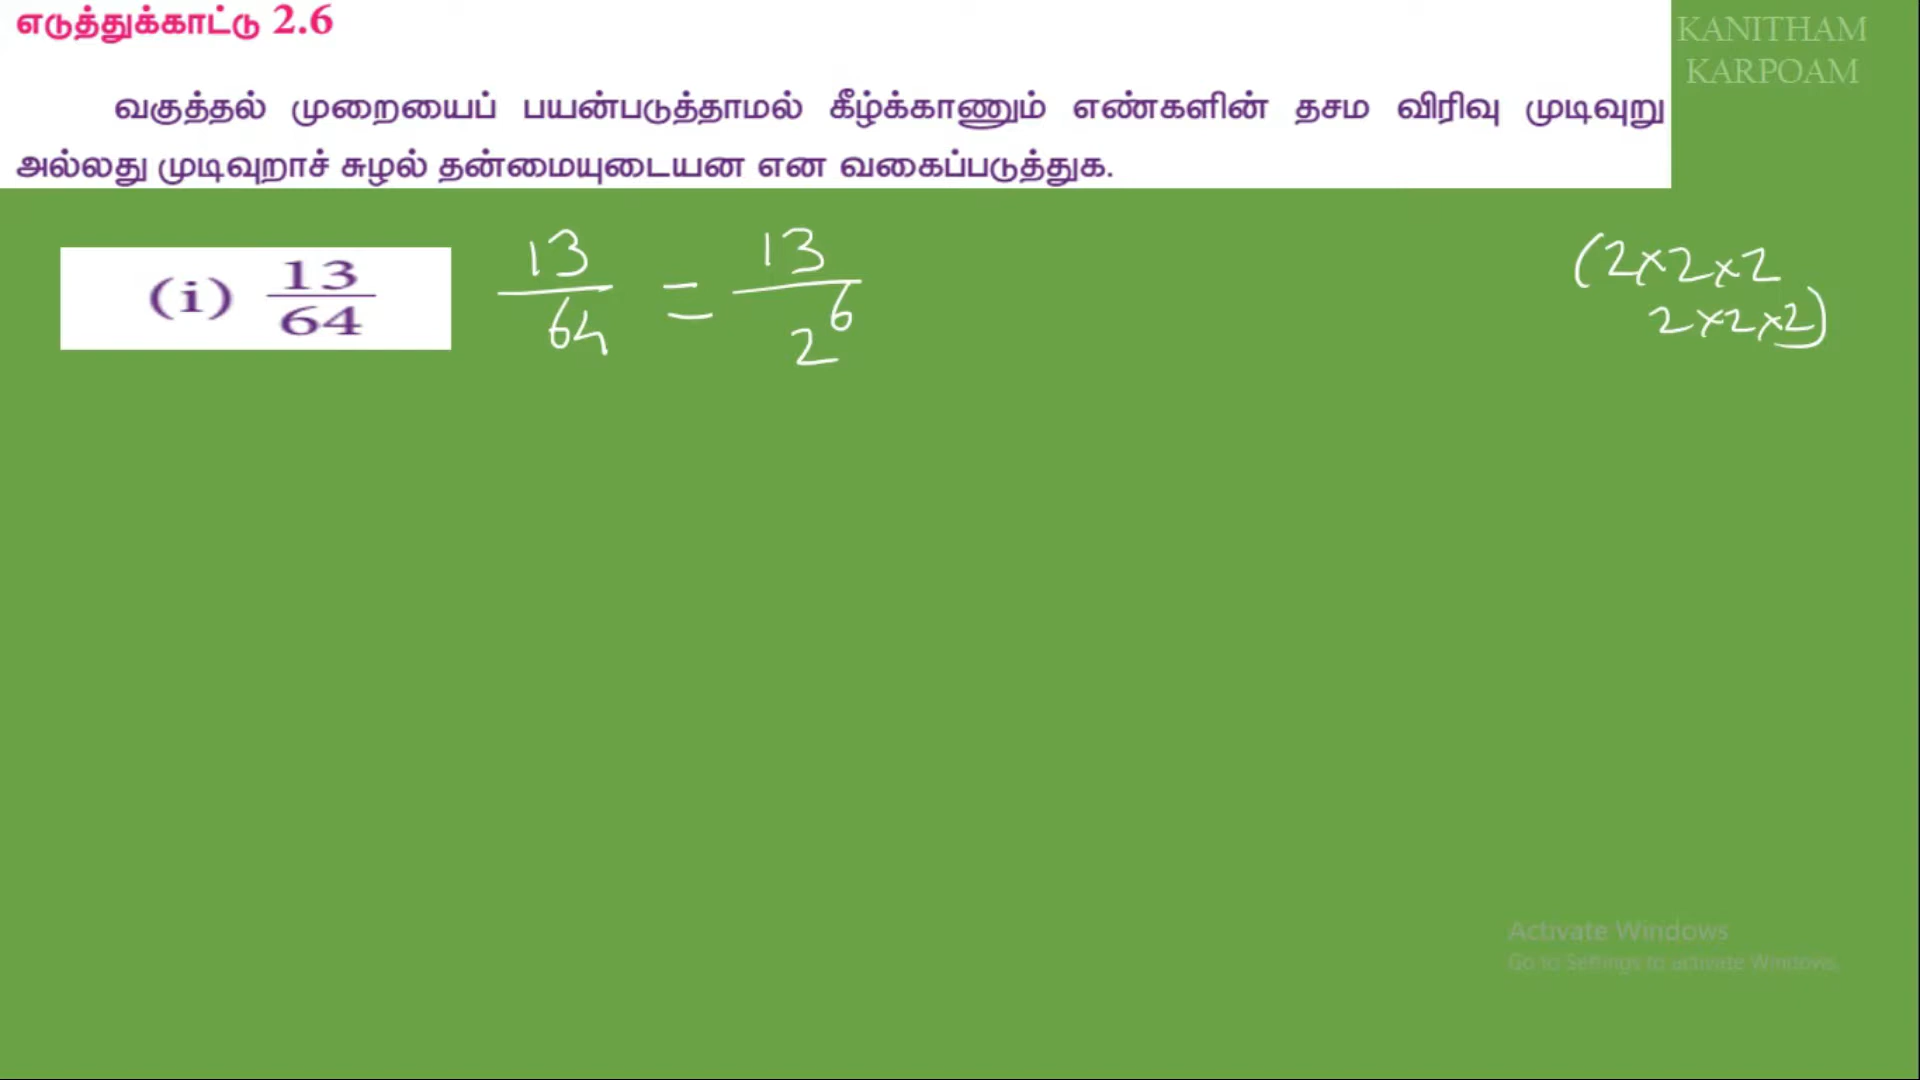 எடுத்துக்காட்டு 2.6
KANITHAM
KARPOAM
வகுத்தல் முறையைப் பயன்படுத்தாமல் கீழ்க்காணும் எண்களின் தசம விரிவு முடிவுறு
அல்லது முடிவுறாச் சுழல் தன்மையுடையன என வகைப்படுத்துக.
(i) 13/64
13/64 = 13/2^6
(2×2×2
2×2×2)
Activate Windows
Go to Settings to activate Windows.